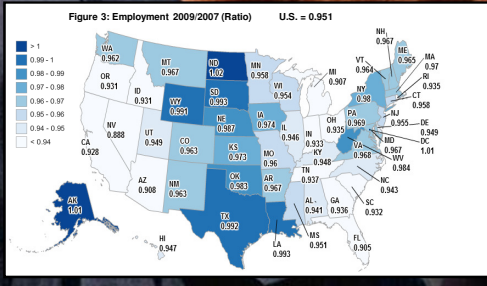 Figure 3: Employment 2009/2007 (Ratio) U.S. = 0.951
> 1
0.99 - 1
0.98 - 0.99
0.97 - 0.98
0.96 - 0.97
0.95 - 0.96
0.94 - 0.95
< 0.94
WA
0.962
OR
0.931
CA
0.928
NV
0.888
ID
0.931
MT
0.967
WY
0.991
UT
0.949
AZ
0.908
CO
0.963
NM
0.963
ND
1.02
SD
0.993
NE
0.987
KS
0.973
OK
0.983
TX
0.992
MN
0.958
IA
0.974
MO
0.96
AR
0.967
LA
0.993
WI
0.954
IL
0.946
MI
0.907
IN
0.933
OH
0.935
KY
0.948
TN
0.937
MS
0.951
AL
0.941
GA
0.936
FL
0.905
SC
0.932
NC
0.943
VA
0.968
WV
0.984
PA
0.969
NY
0.98
VT
0.964
NH
0.967
ME
0.965
MA
0.97
RI
0.935
CT
0.958
NJ
0.955
DE
0.949
MD
0.967
DC
1.01
AK
1.01
HI
0.947